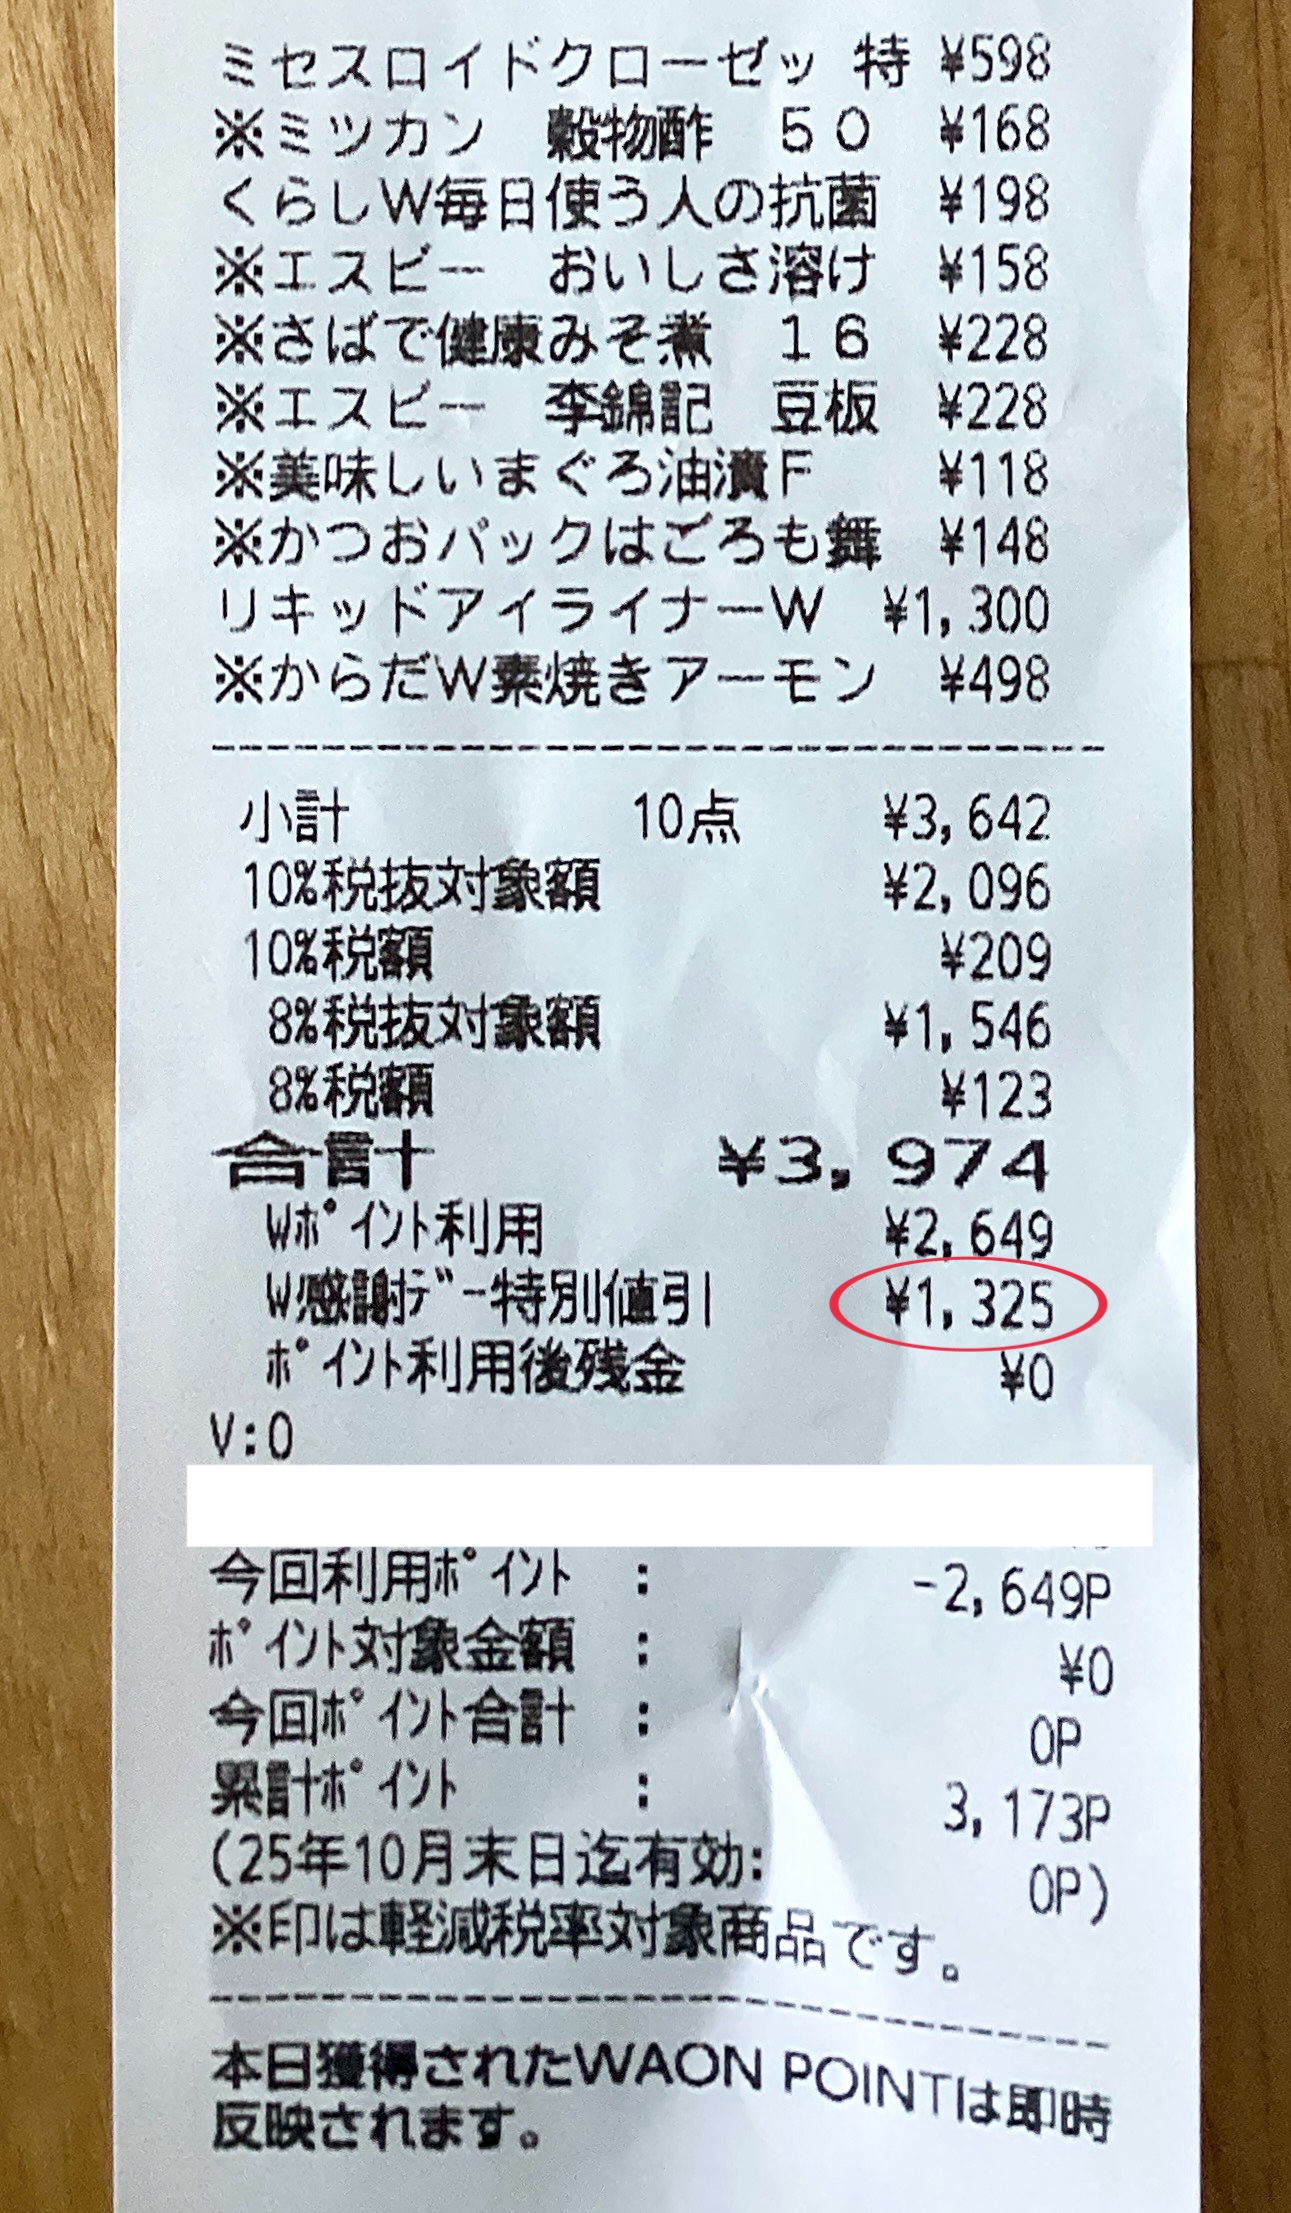 ミセスロイドクローゼッ 特 ¥598
※ミツカン 穀物酢 50 ¥168
くらしW毎日使う人の抗菌 ¥198
※エスビー おいしさ溶け ¥158
※さばで健康みそ煮 16 ¥228
※エスビー 李錦記 豆板 ¥228
※美味しいまぐろ油漬F ¥118
※かつおパックはごろも舞 ¥148
リキッドアイライナーW ¥1,300
※からだW素焼きアーモン ¥498
小計 10点 ¥3,642
10%税抜対象額 ¥2,096
10%税額 ¥209
8%税抜対象額 ¥1,546
8%税額 ¥123
合計 ¥3,974
Wポイント利用 ¥2,649
W感謝デー特別値引 ¥1,325
ポイント利用後残金 ¥0
V:0
今回利用ポイント : -2,649P
ポイント対象金額 : ¥0
今回ポイント合計 : 0P
累計ポイント : 3,173P
(25年10月末日迄有効: 0P)
※印は軽減税率対象商品です。
本日獲得されたWAON POINTは即時
反映されます。